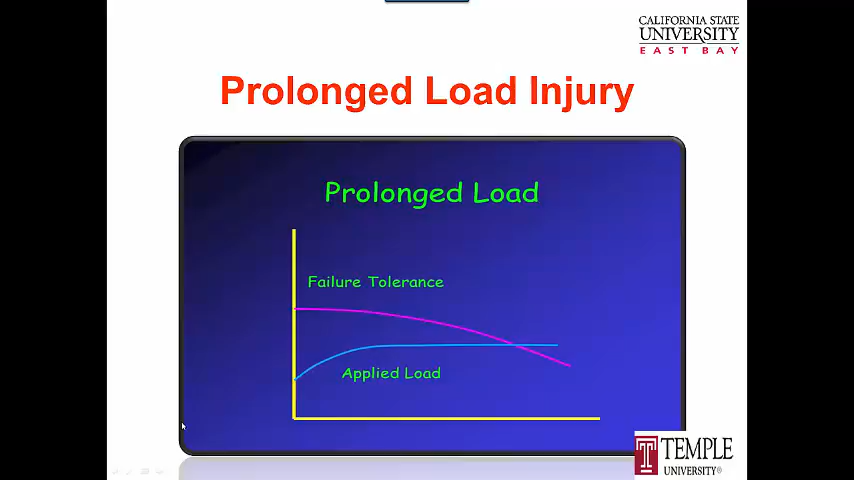 CALIFORNIA STATE
UNIVERSITY
EAST BAY
Prolonged Load Injury
Prolonged Load
Failure Tolerance
Applied Load
TEMPLE
UNIVERSITY®